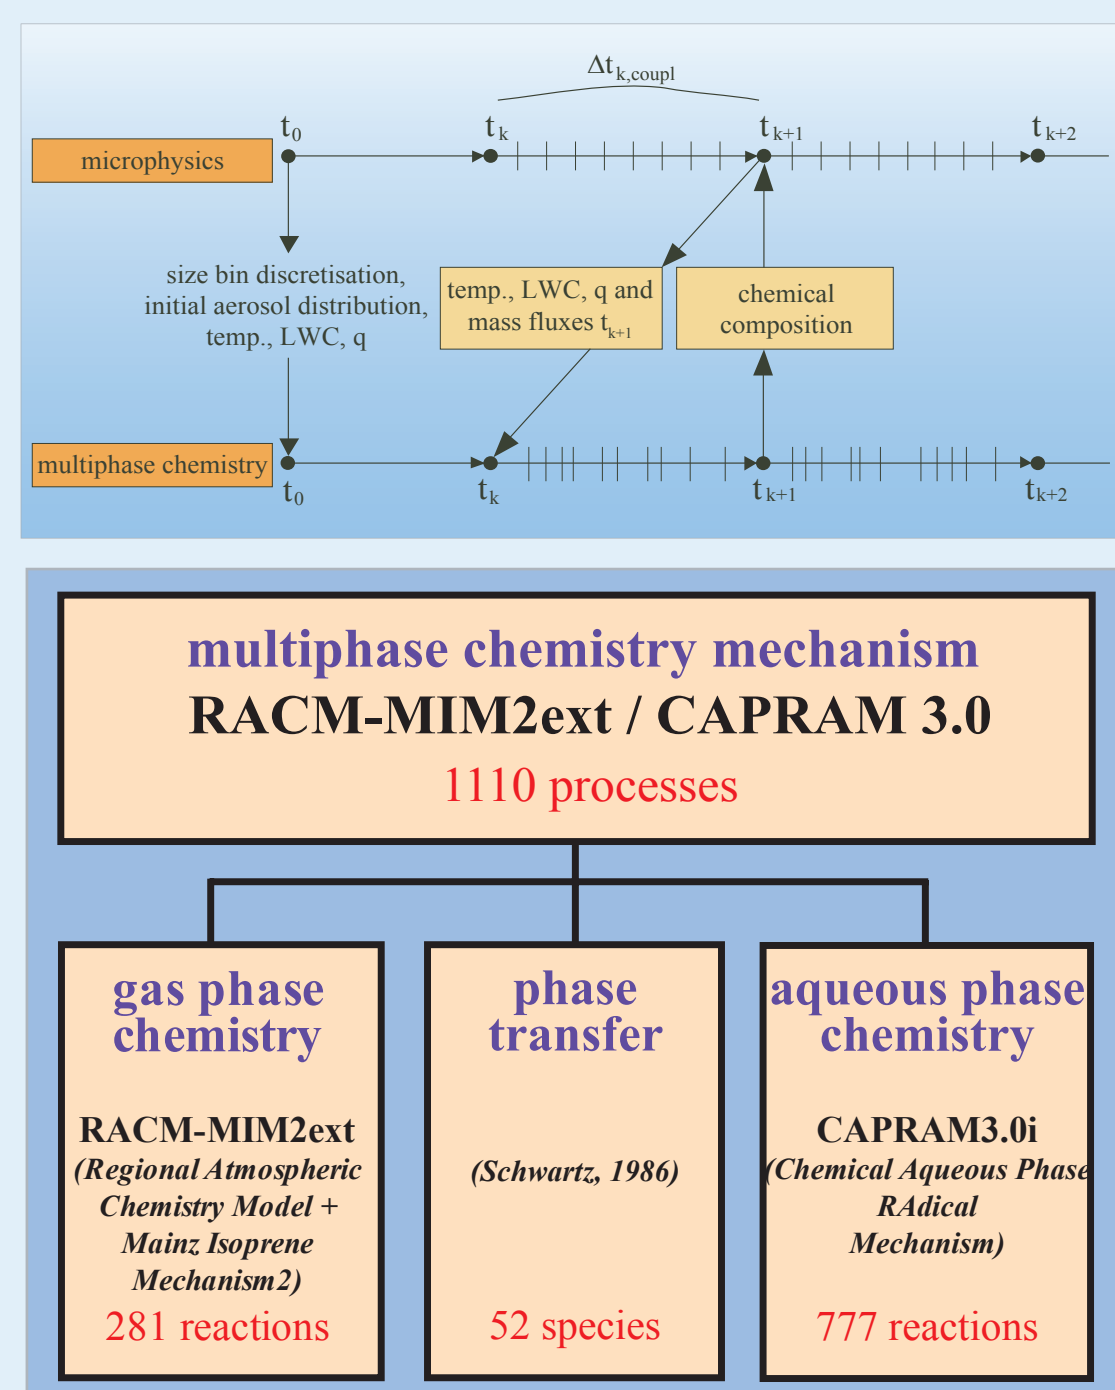 Δt k,coupl
t0 tk tk+1 tk+2
microphysics
size bin discretisation,
initial aerosol distribution,
temp., LWC, q
temp., LWC, q and
mass fluxes tk+1
chemical
composition
multiphase chemistry
t0 tk tk+1 tk+2
multiphase chemistry mechanism
RACM-MIM2ext / CAPRAM 3.0
1110 processes
gas phase
chemistry
RACM-MIM2ext
(Regional Atmospheric
Chemistry Model +
Mainz Isoprene
Mechanism2)
281 reactions
phase
transfer
(Schwartz, 1986)
52 species
aqueous phase
chemistry
CAPRAM3.0i
(Chemical Aqueous Phase
RAdical
Mechanism)
777 reactions